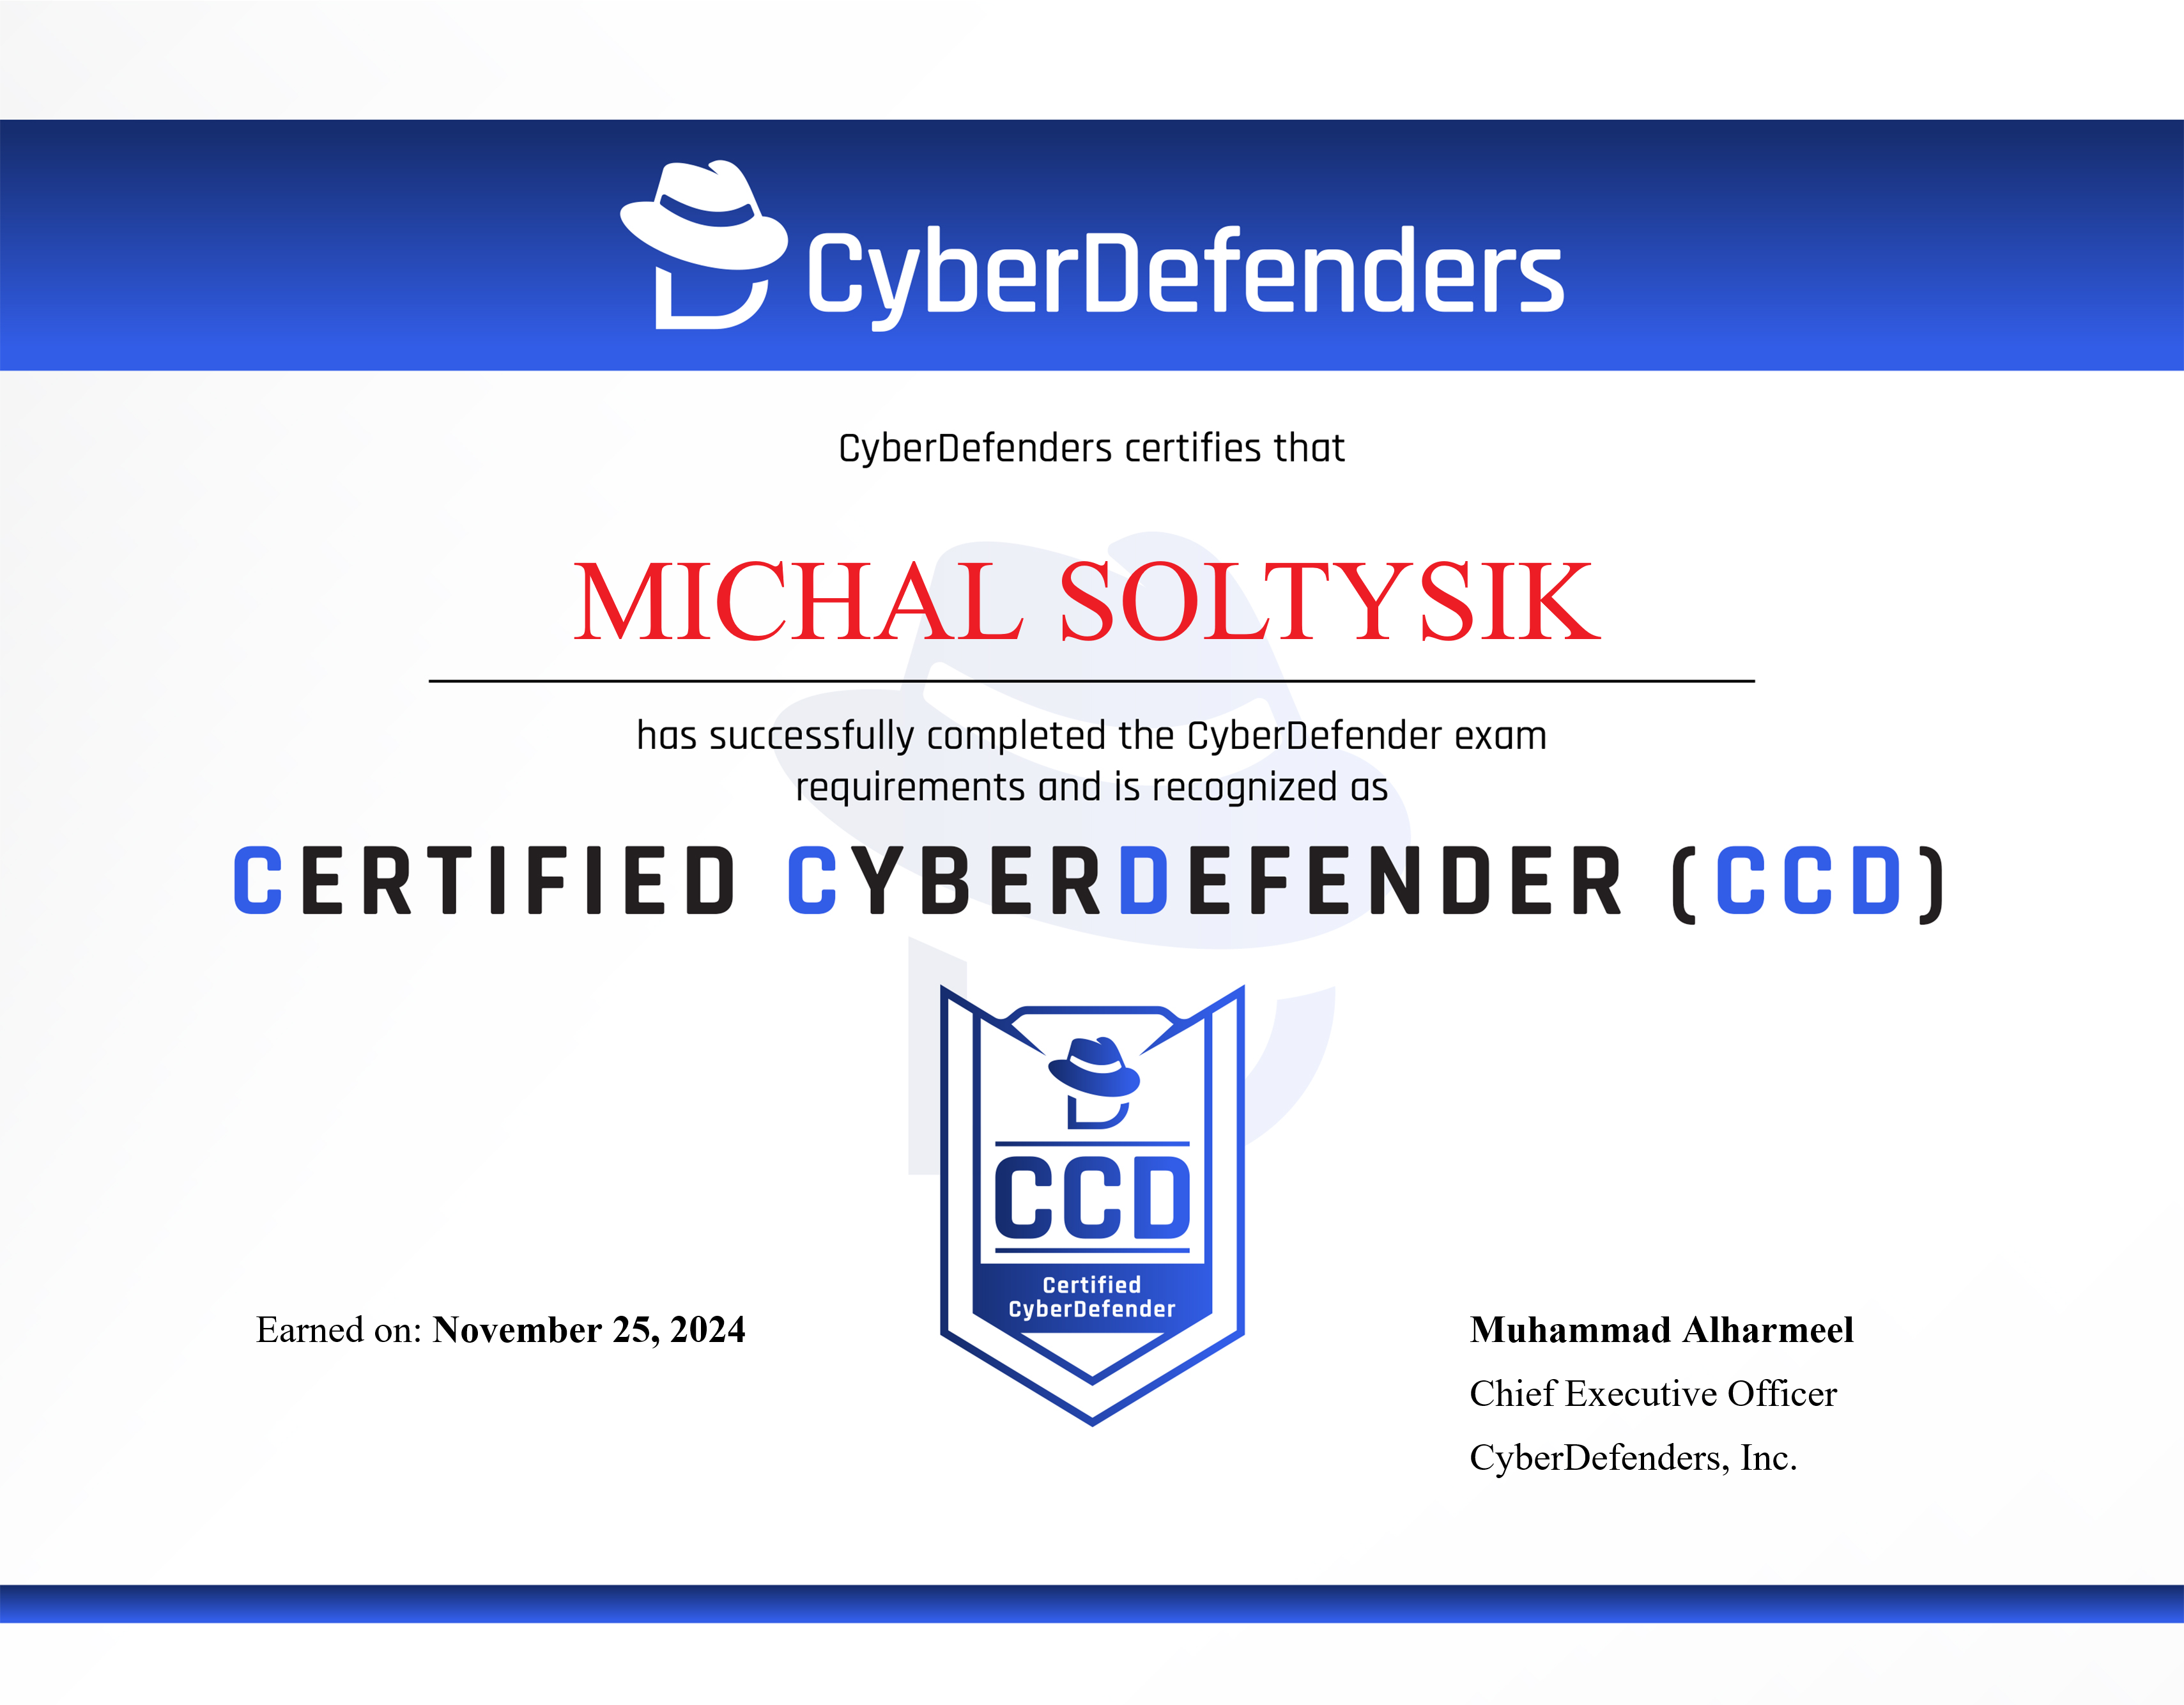 CyberDefenders
CyberDefenders certifies that
MICHAL SOLTYSIK
has successfully completed the CyberDefender exam
requirements and is recognized as
CERTIFIED CYBERDEFENDER (CCD)
CCD
Certified
CyberDefender
Earned on: November 25, 2024
Muhammad Alharmeel
Chief Executive Officer
CyberDefenders, Inc.